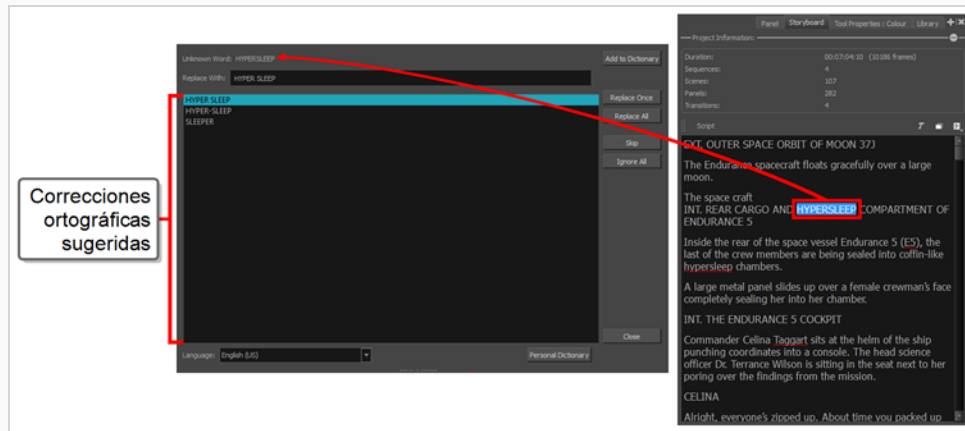 Correcciones
ortográficas
sugeridas
Unknown Word: HYPERSLEEP
Add to Dictionary
Replace With: HYPER SLEEP
HYPER SLEEP
HYPER-SLEEP
SLEEPER
Replace Once
Replace All
Skip
Ignore All
Close
Language: English (US)
Personal Dictionary
Panel Storyboard Tool Properties : Colour Library
Project Information:
Duration: 00:07:04:10 (10186 frames)
Sequences: 4
Scenes: 107
Panels: 282
Transitions: 4
Script
EXT. OUTER SPACE ORBIT OF MOON 37J
The Endurance spacecraft floats gracefully over a large
moon.
The space craft
INT. REAR CARGO AND HYPERSLEEP COMPARTMENT OF
ENDURANCE 5
Inside the rear of the space vessel Endurance 5 (E5), the
last of the crew members are being sealed into coffin-like
hypersleep chambers.
A large metal panel slides up over a female crewman's face
completely sealing her into her chamber.
INT. THE ENDURANCE 5 COCKPIT
Commander Celina Taggart sits at the helm of the ship
punching coordinates into a console. The head science
officer Dr. Terrance Wilson is sitting in the seat next to her
poring over the findings from the mission.
CELINA
Alright, everyone's zipped up. About time you packed up